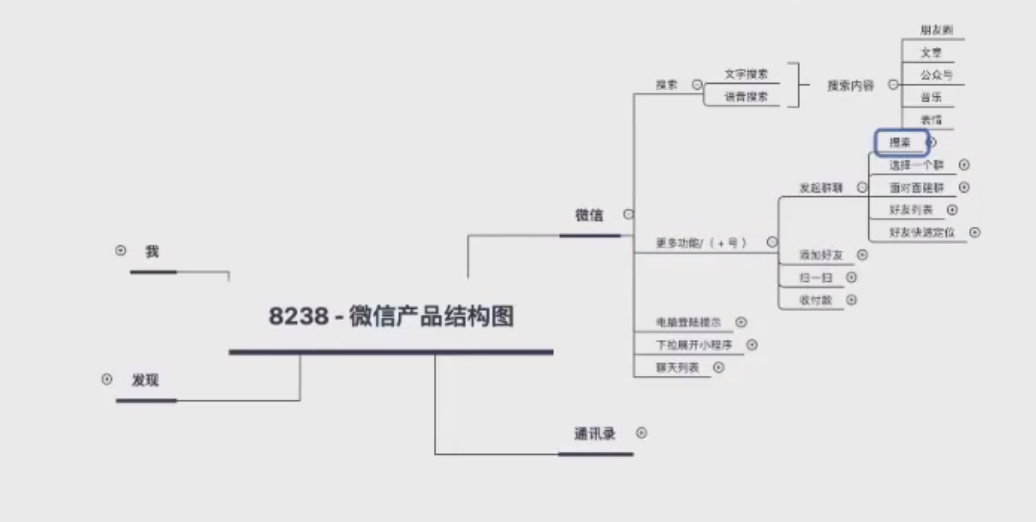 8238 - 微信产品结构图
微信
搜索
文字搜索
语音搜索
搜索内容
朋友圈
文章
公众号
音乐
表情
更多功能/（+号）
发起群聊
搜索
选择一个群
面对面建群
好友列表
好友快速定位
添加好友
扫一扫
收付款
电脑登陆提示
下拉展开小程序
聊天列表
通讯录
发现
我